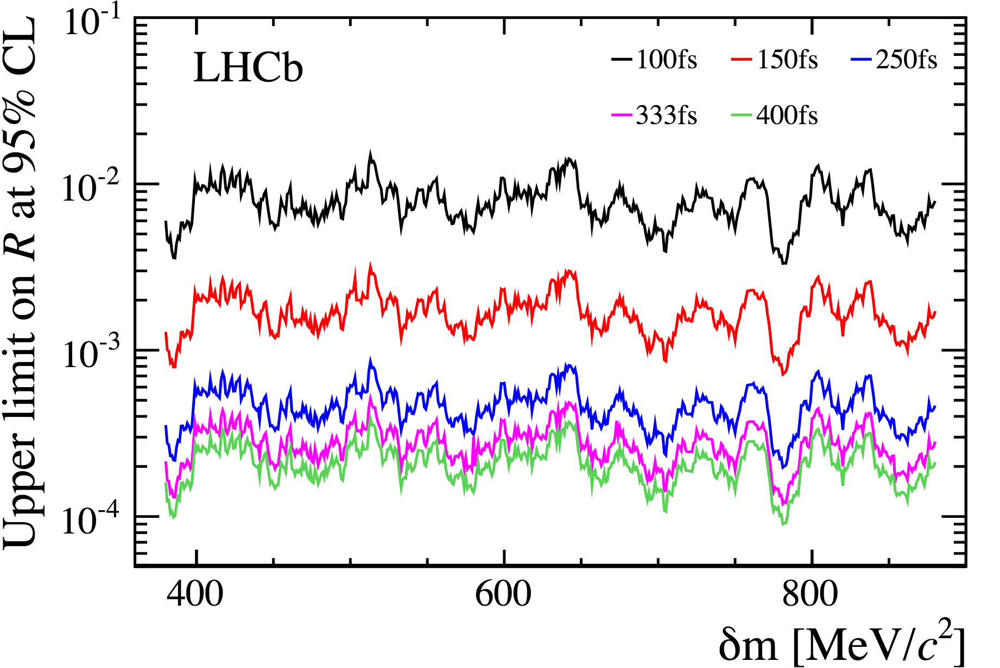 Upper limit on R at 95% CL
10⁻¹
10⁻²
10⁻³
10⁻⁴
LHCb
100fs 150fs 250fs
333fs 400fs
400 600 800
δm [MeV/c²]